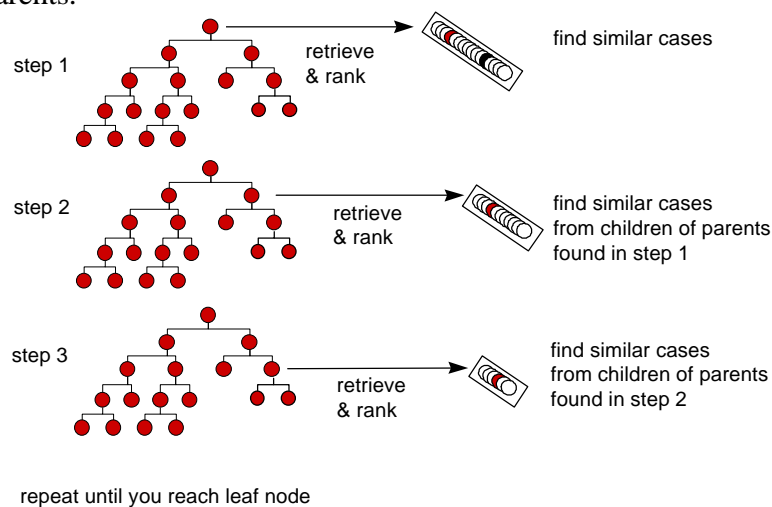 arents.
step 1
retrieve
& rank
find similar cases
step 2
retrieve
& rank
find similar cases
from children of parents
found in step 1
step 3
retrieve
& rank
find similar cases
from children of parents
found in step 2
repeat until you reach leaf node